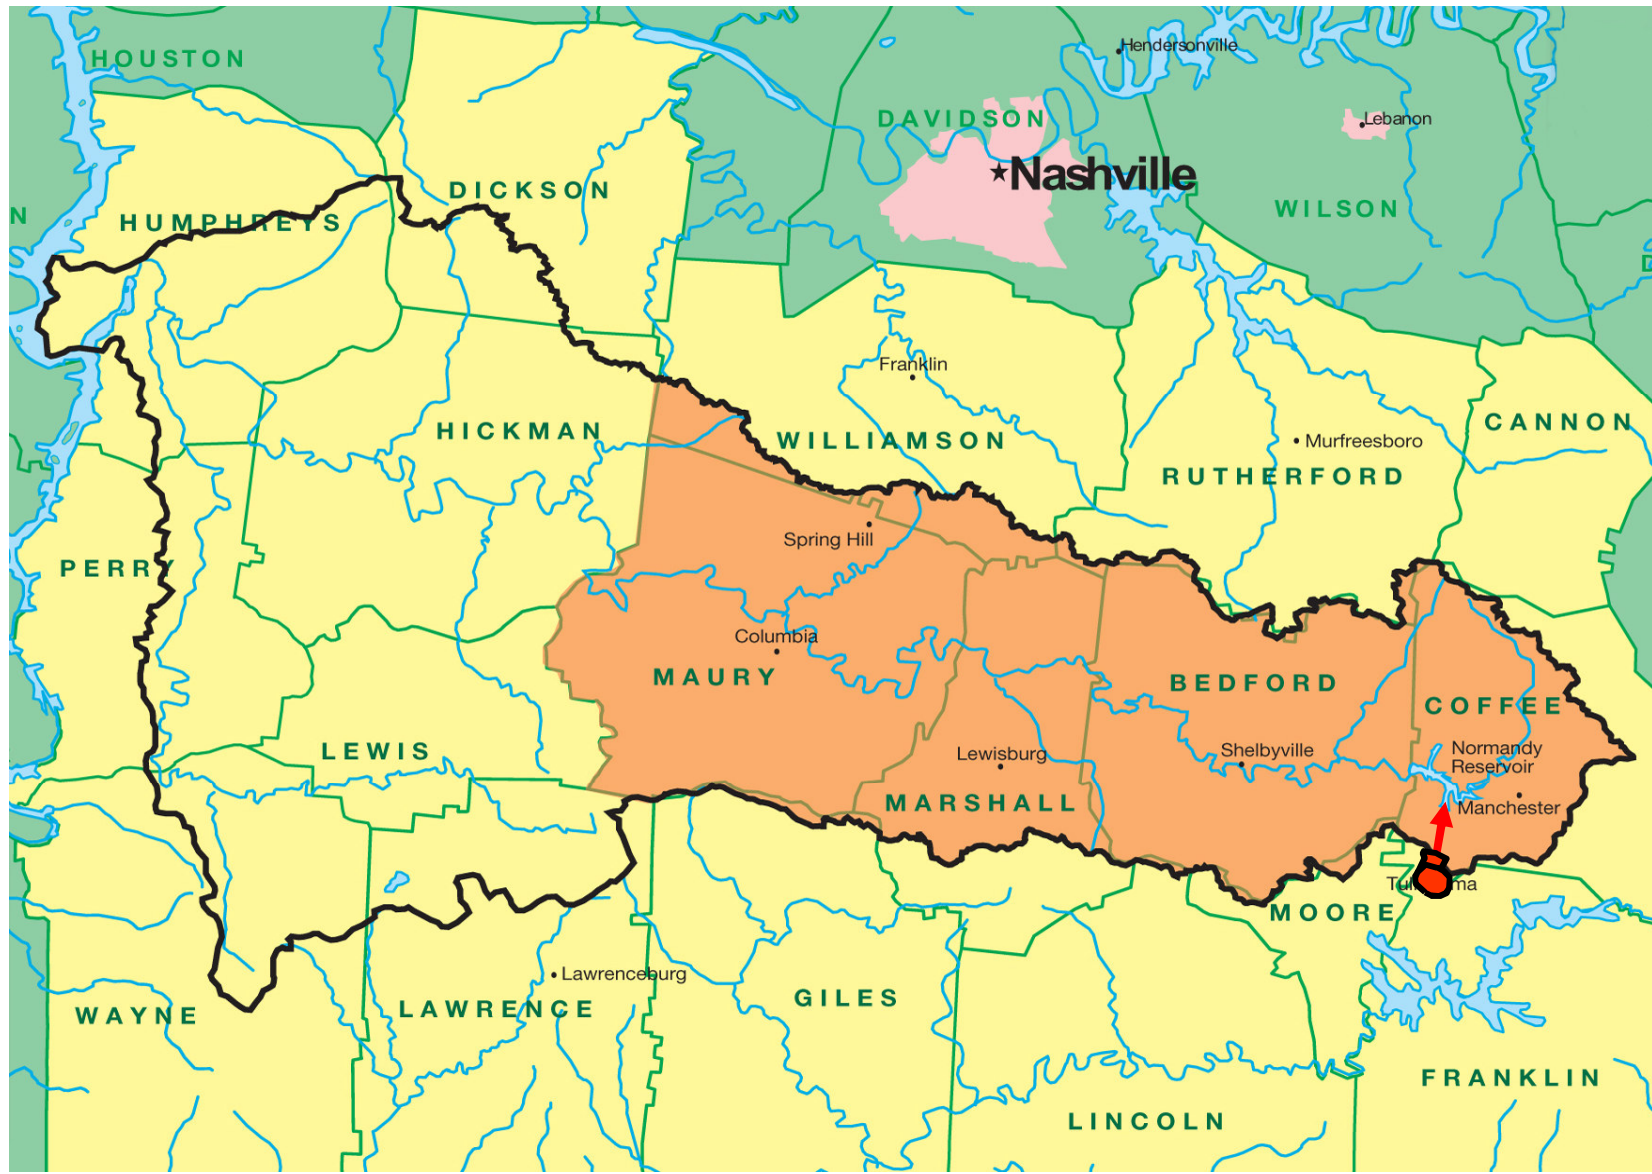 HOUSTON
Hendersonville
DAVIDSON
Lebanon
Nashville
DICKSON
WILSON
N
HUMPHREYS
D
Franklin
CANNON
HICKMAN
WILLIAMSON
Murfreesboro
RUTHERFORD
Spring Hill
PERRY
Columbia
MAURY
BEDFORD
COFFEE
LEWIS
Lewisburg
Shelbyville
Normandy
Reservoir
MARSHALL
Manchester
MOORE
Lawrenceburg
GILES
LAWRENCE
WAYNE
FRANKLIN
LINCOLN